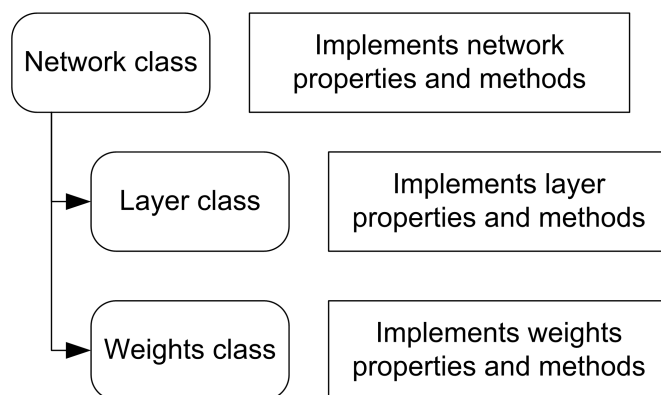 Network class
Implements network
properties and methods
Layer class
Implements layer
properties and methods
Weights class
Implements weights
properties and methods